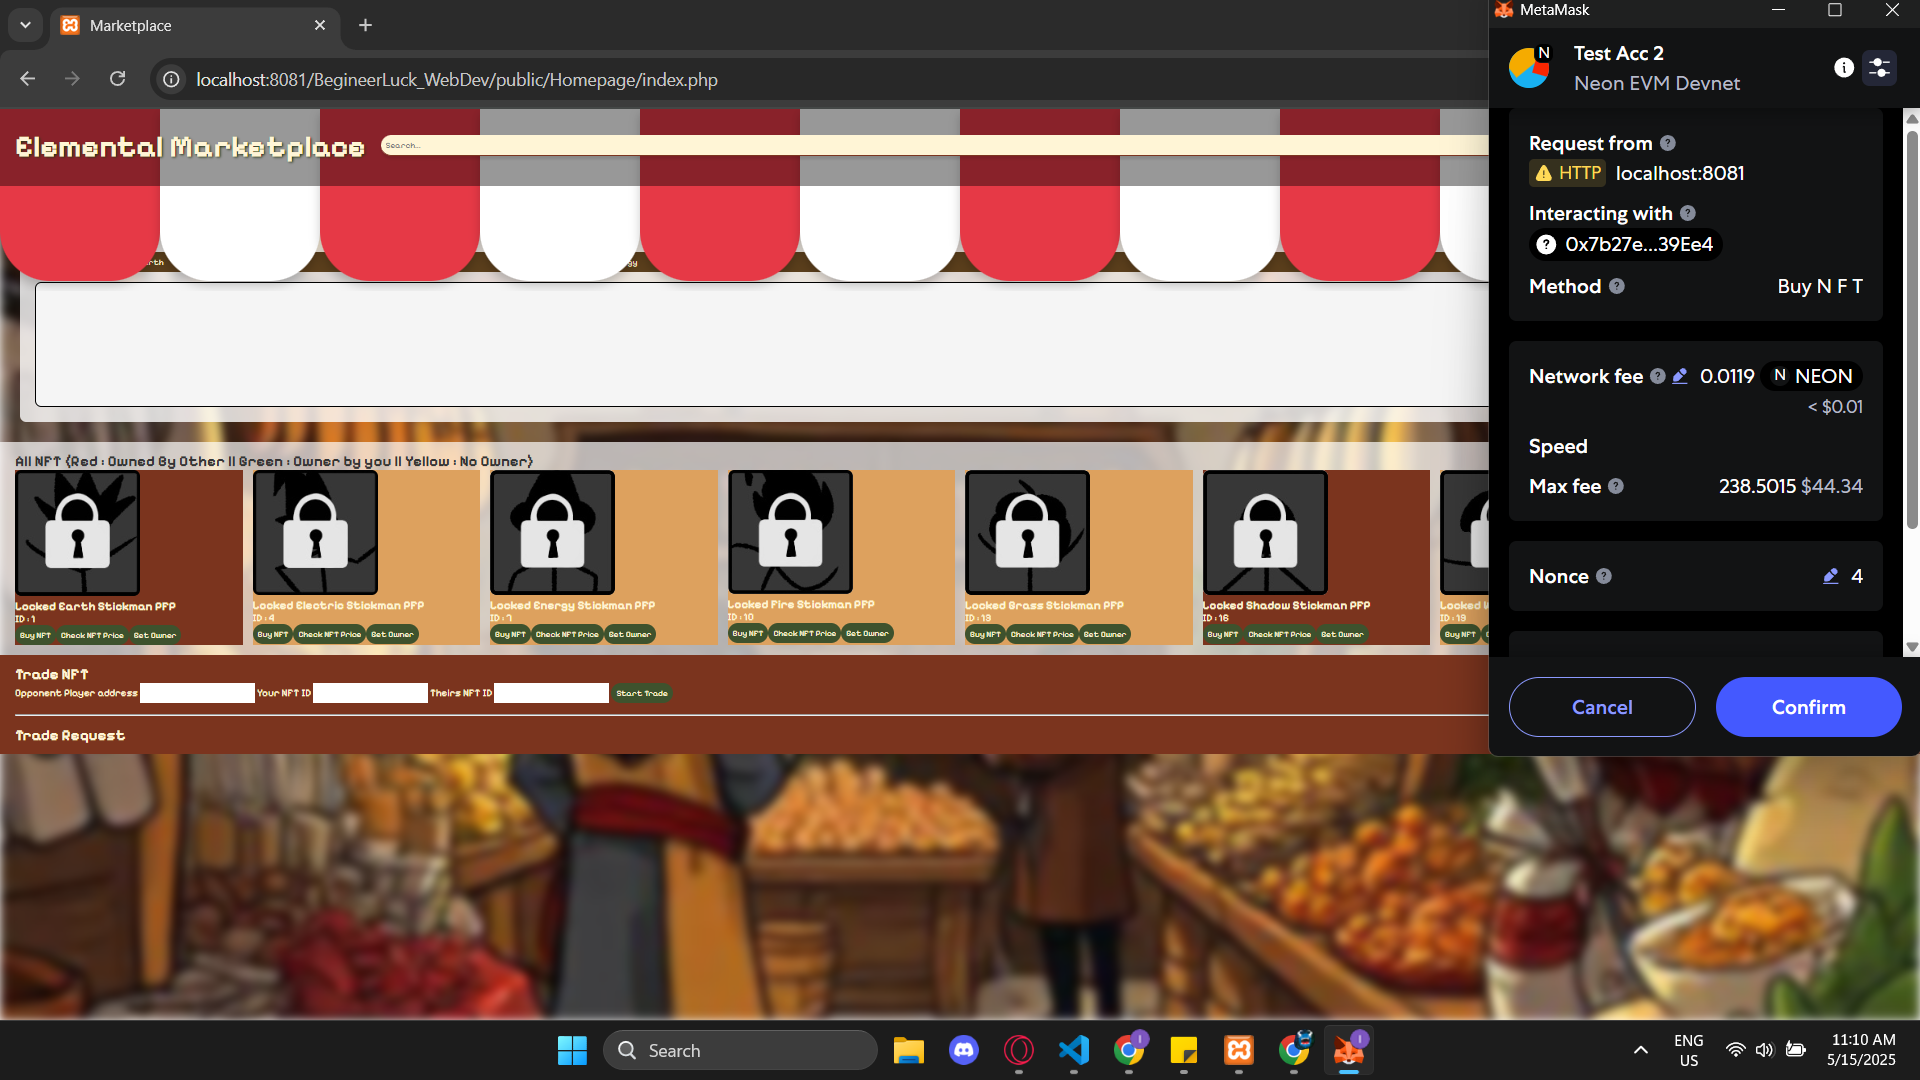 Marketplace
localhost:8081/BegineerLuck_WebDev/public/Homepage/index.php
Elemental Marketplace
Search...
All NFT {Red : Owned By Other || Green : Owner by you || Yellow : No Owner}
Locked Earth Stickman PFP
ID : 1
Buy NFT Check NFT Price Get Owner
Locked Electric Stickman PFP
ID : 4
Buy NFT Check NFT Price Get Owner
Locked Energy Stickman PFP
ID : 7
Buy NFT Check NFT Price Get Owner
Locked Fire Stickman PFP
ID : 10
Buy NFT Check NFT Price Get Owner
Locked Grass Stickman PFP
ID : 13
Buy NFT Check NFT Price Get Owner
Locked Shadow Stickman PFP
ID : 16
Buy NFT Check NFT Price Get Owner
Locked
ID : 19
Buy NFT
Trade NFT
Opponent Player address Your NFT ID Theirs NFT ID Start Trade
Trade Request
MetaMask
N
Test Acc 2
Neon EVM Devnet
Request from
HTTP localhost:8081
Interacting with
0x7b27e...39Ee4
Method Buy N F T
Network fee 0.0119 N NEON
< $0.01
Speed
Max fee 238.5015 $44.34
Nonce 4
Cancel Confirm
Search
ENG
US
11:10 AM
5/15/2025